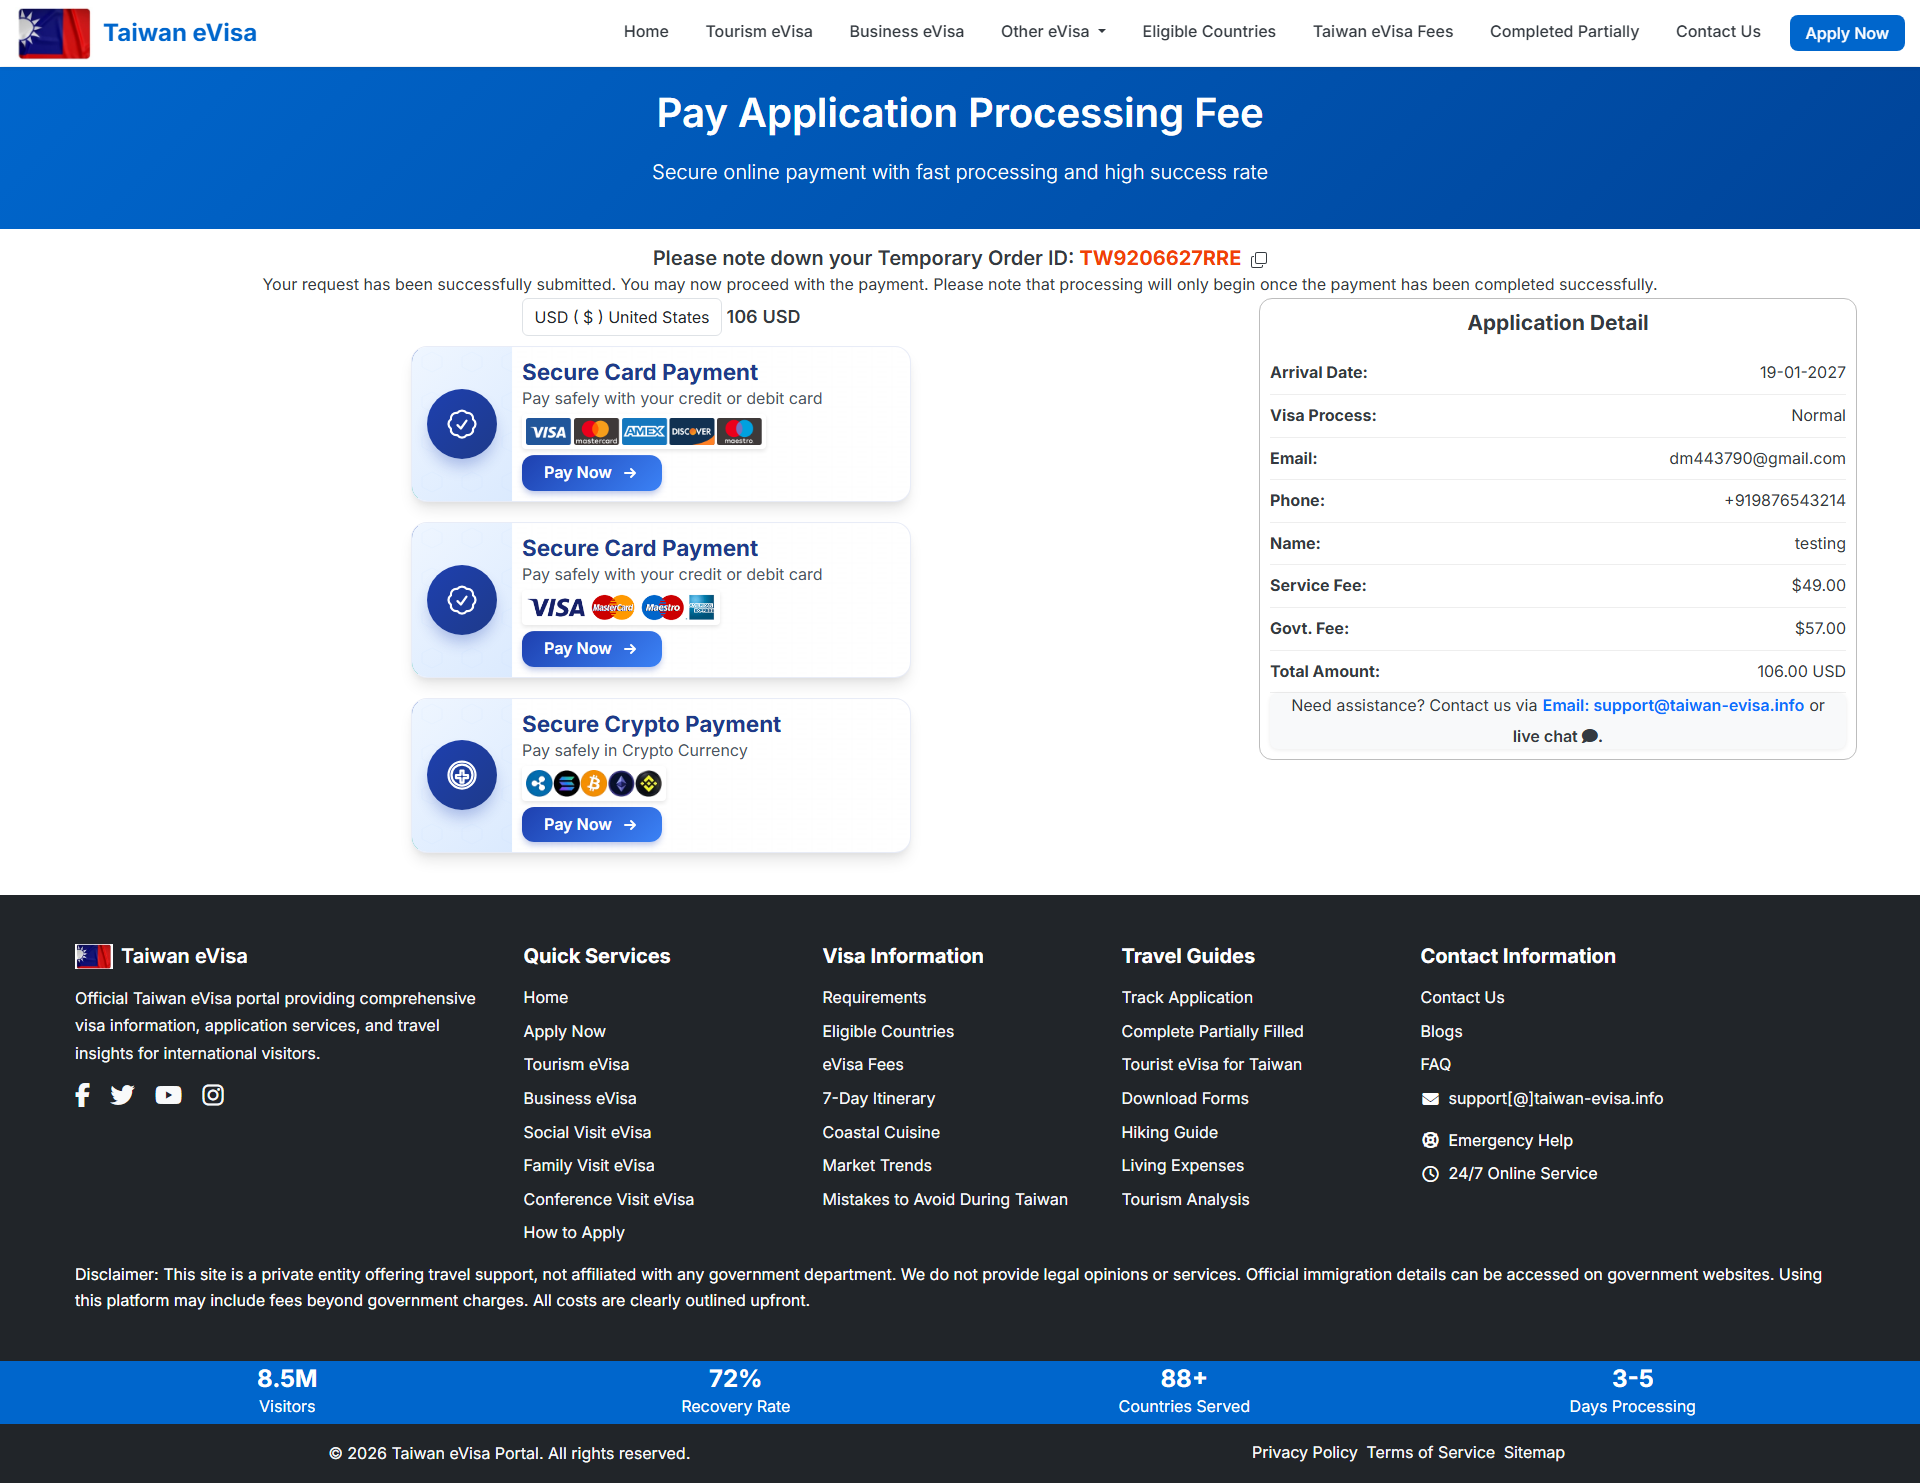 Taiwan eVisa
Home
Tourism eVisa
Business eVisa
Other eVisa
Eligible Countries
Taiwan eVisa Fees
Completed Partially
Contact Us
Apply Now
Pay Application Processing Fee
Secure online payment with fast processing and high success rate
Please note down your Temporary Order ID: TW9206627RRE
Your request has been successfully submitted. You may now proceed with the payment. Please note that processing will only begin once the payment has been completed successfully.
USD ( $ ) United States 106 USD
Secure Card Payment
Pay safely with your credit or debit card
VISA mastercard AMEX DISCOVER maestro
Pay Now
Secure Card Payment
Pay safely with your credit or debit card
VISA MasterCard Maestro
Pay Now
Secure Crypto Payment
Pay safely in Crypto Currency
Pay Now
Application Detail
Arrival Date: 19-01-2027
Visa Process: Normal
Email: dm443790@gmail.com
Phone: +919876543214
Name: testing
Service Fee: $49.00
Govt. Fee: $57.00
Total Amount: 106.00 USD
Need assistance? Contact us via Email: support@taiwan-evisa.info or
live chat .
Taiwan eVisa
Official Taiwan eVisa portal providing comprehensive
visa information, application services, and travel
insights for international visitors.
Quick Services
Home
Apply Now
Tourism eVisa
Business eVisa
Social Visit eVisa
Family Visit eVisa
Conference Visit eVisa
How to Apply
Visa Information
Requirements
Eligible Countries
eVisa Fees
7-Day Itinerary
Coastal Cuisine
Market Trends
Mistakes to Avoid During Taiwan
Travel Guides
Track Application
Complete Partially Filled
Tourist eVisa for Taiwan
Download Forms
Hiking Guide
Living Expenses
Tourism Analysis
Contact Information
Contact Us
Blogs
FAQ
support[@]taiwan-evisa.info
Emergency Help
24/7 Online Service
Disclaimer: This site is a private entity offering travel support, not affiliated with any government department. We do not provide legal opinions or services. Official immigration details can be accessed on government websites. Using
this platform may include fees beyond government charges. All costs are clearly outlined upfront.
8.5M
Visitors
72%
Recovery Rate
88+
Countries Served
3-5
Days Processing
© 2026 Taiwan eVisa Portal. All rights reserved.
Privacy Policy Terms of Service Sitemap